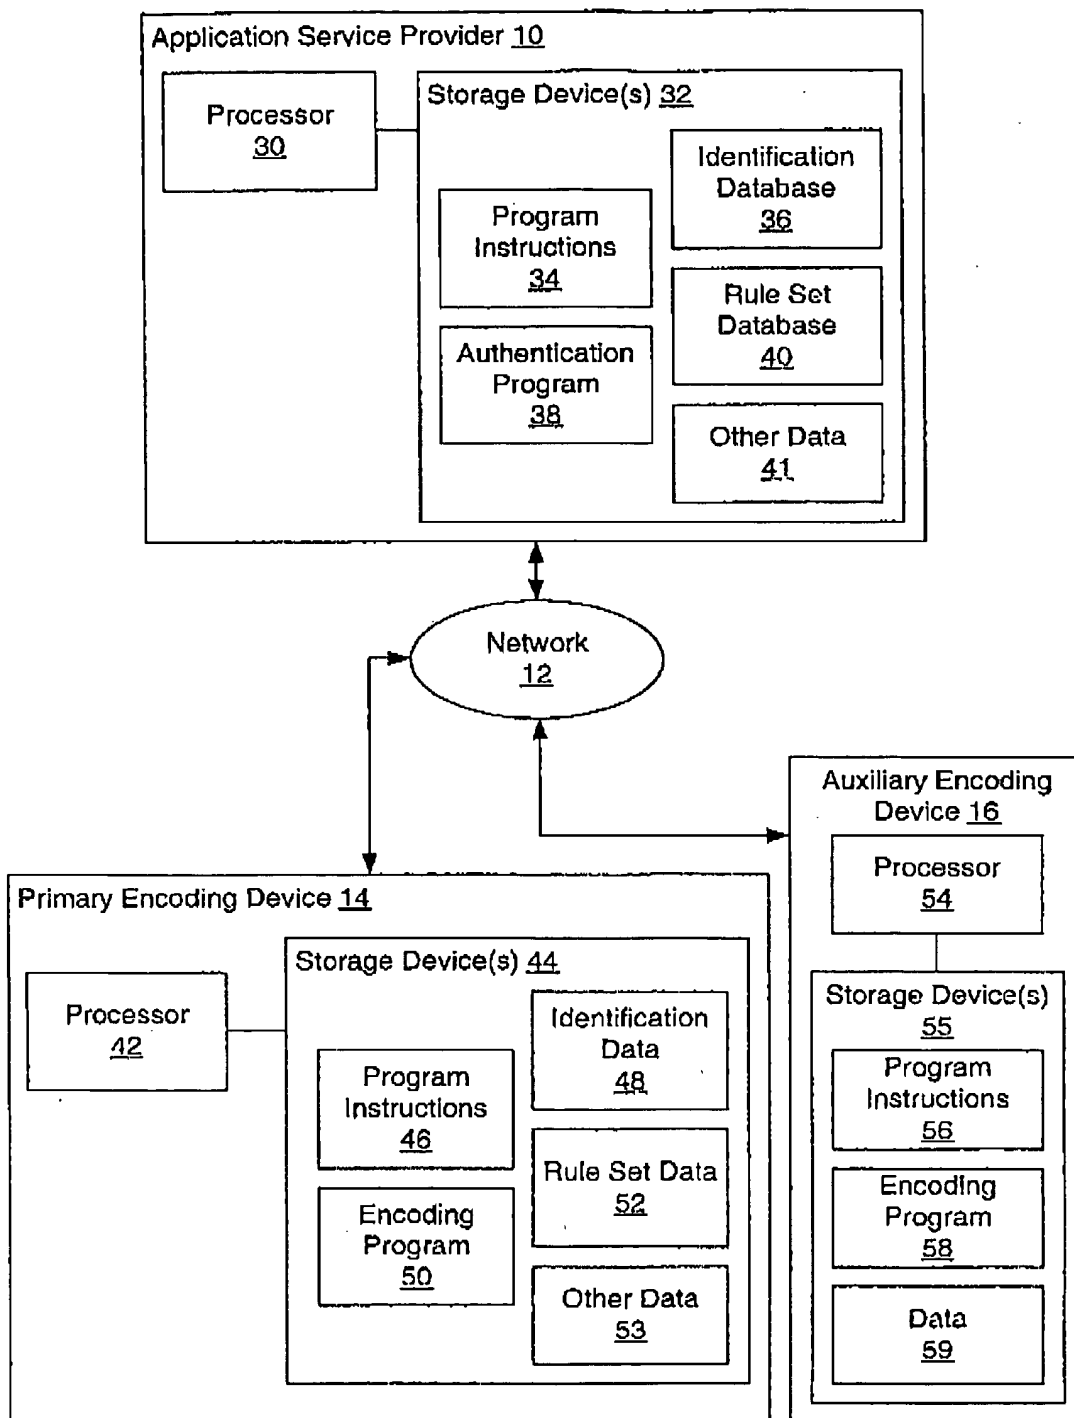 Application Service Provider 10
Processor
30
Storage Device(s) 32
Program
Instructions
34
Authentication
Program
38
Identification
Database
36
Rule Set
Database
40
Other Data
41
Network
12
Primary Encoding Device 14
Processor
42
Storage Device(s) 44
Program
Instructions
46
Encoding
Program
50
Identification
Data
48
Rule Set Data
52
Other Data
53
Auxiliary Encoding
Device 16
Processor
54
Storage Device(s)
55
Program
Instructions
56
Encoding
Program
58
Data
59